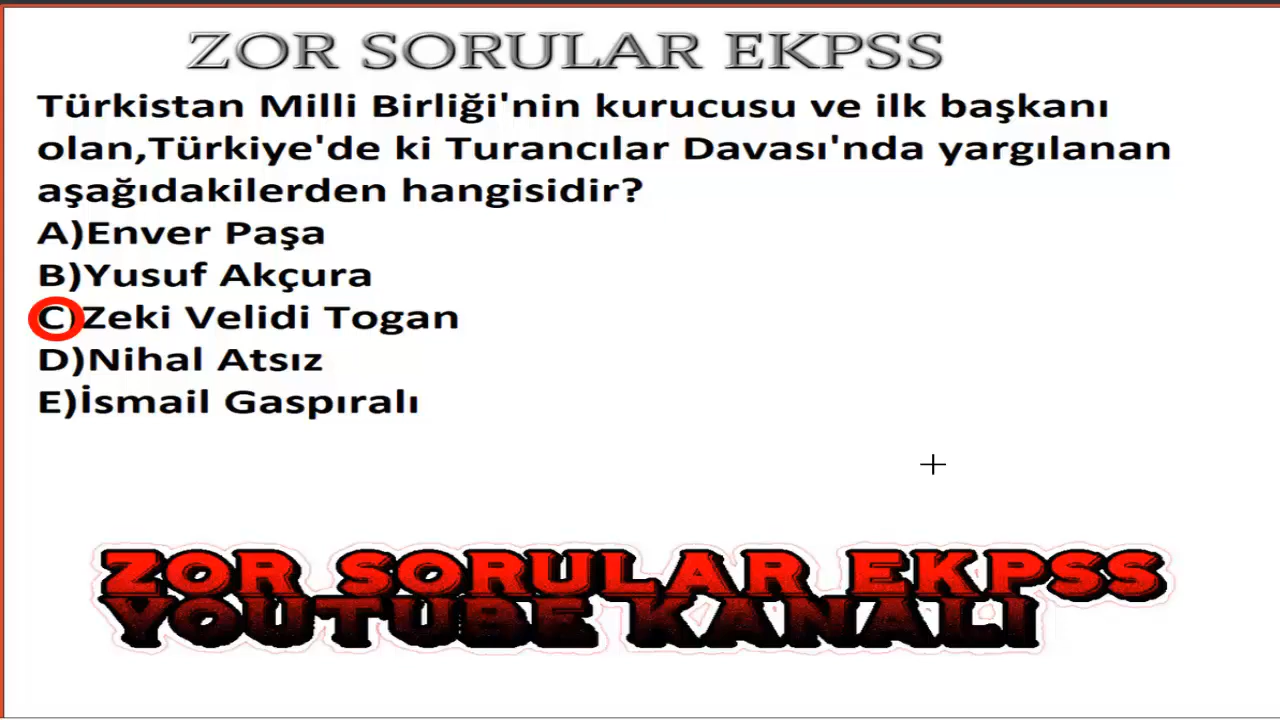 ZOR SORULAR EKPSS
Türkistan Milli Birliği'nin kurucusu ve ilk başkanı
olan,Türkiye'de ki Turancılar Davası'nda yargılanan
aşağıdakilerden hangisidir?
A)Enver Paşa
B)Yusuf Akçura
C)Zeki Velidi Togan
D)Nihal Atsız
E)İsmail Gaspıralı
ZOR SORULAR EKPSS
YOUTUBE KANALI